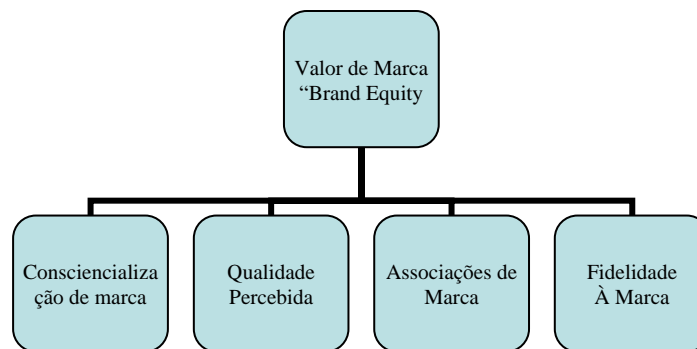 Valor de Marca
“Brand Equity
Consciencializa
ção de marca
Qualidade
Percebida
Associações de
Marca
Fidelidade
À Marca